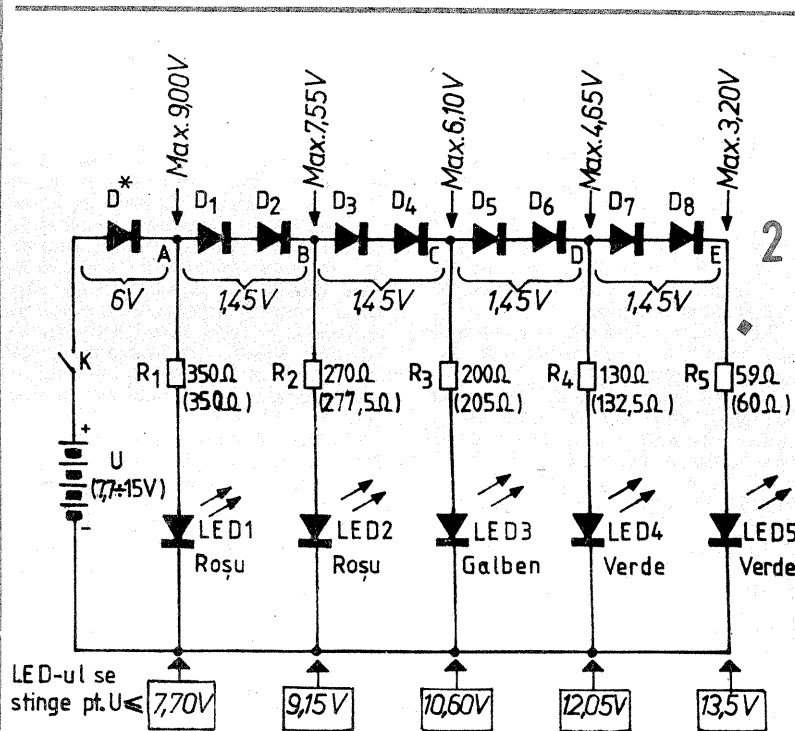 Max.9,00V Max.7,55V Max.6,10V Max.4,65V Max.3,20V
D* D1 D2 D3 D4 D5 D6 D7 D8
A B C D E 2
6V 1,45V 1,45V 1,45V 1,45V
K
R1 350Ω R2 270Ω R3 200Ω R4 130Ω R5 59Ω
(350Ω) (277,5Ω) (205Ω) (132,5Ω) (60Ω)
+
U
(7,7÷15V)
-
LED1 LED2 LED3 LED4 LED5
Roşu Roşu Galben Verde Verde
LED-ul se
stinge pt. U⩽ 7,70V 9,15V 10,60V 12,05V 13,5V